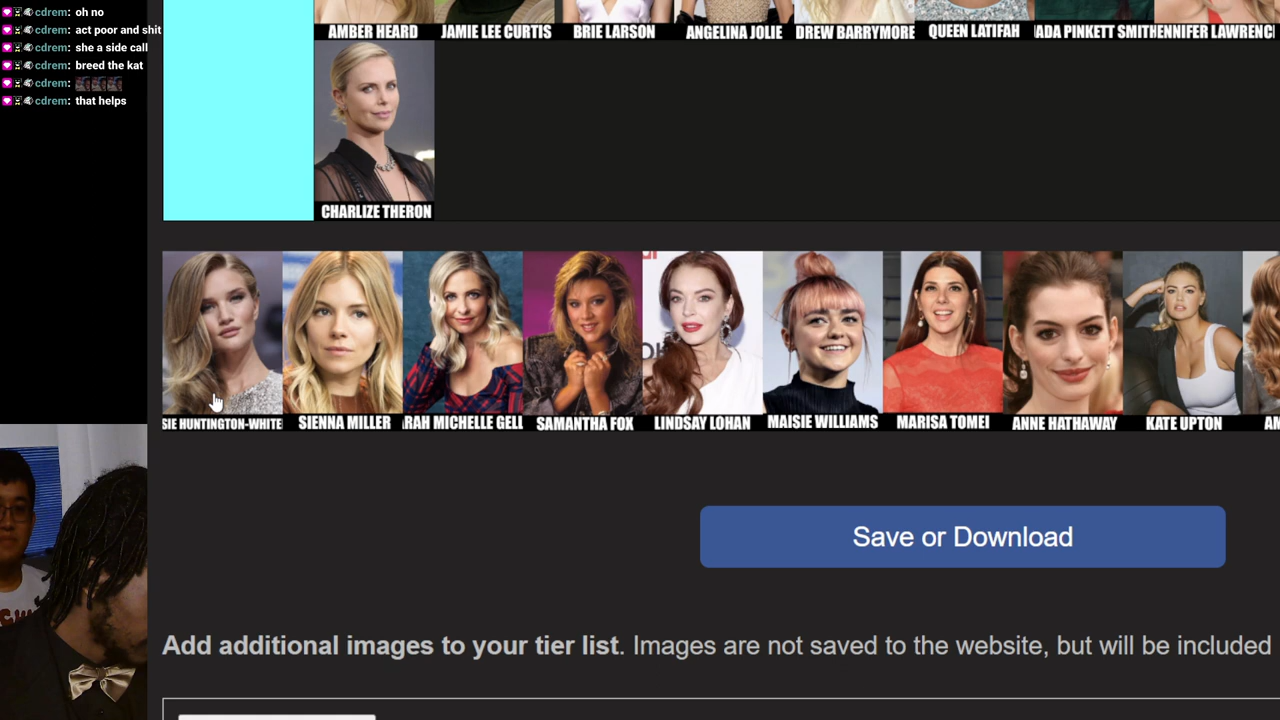 cdrem: oh no
cdrem: act poor and shit
cdrem: she a side call
cdrem: breed the kat
cdrem:
cdrem: that helps
AMBER HEARD
JAMIE LEE CURTIS
BRIE LARSON
ANGELINA JOLIE
DREW BARRYMORE
QUEEN LATIFAH
ADA PINKETT SMITH
ENNIFER LAWRENC
CHARLIZE THERON
SIE HUNTINGTON-WHITE
SIENNA MILLER
RAH MICHELLE GELL
SAMANTHA FOX
LINDSAY LOHAN
MAISIE WILLIAMS
MARISA TOMEI
ANNE HATHAWAY
KATE UPTON
AM
Save or Download
Add additional images to your tier list. Images are not saved to the website, but will be included